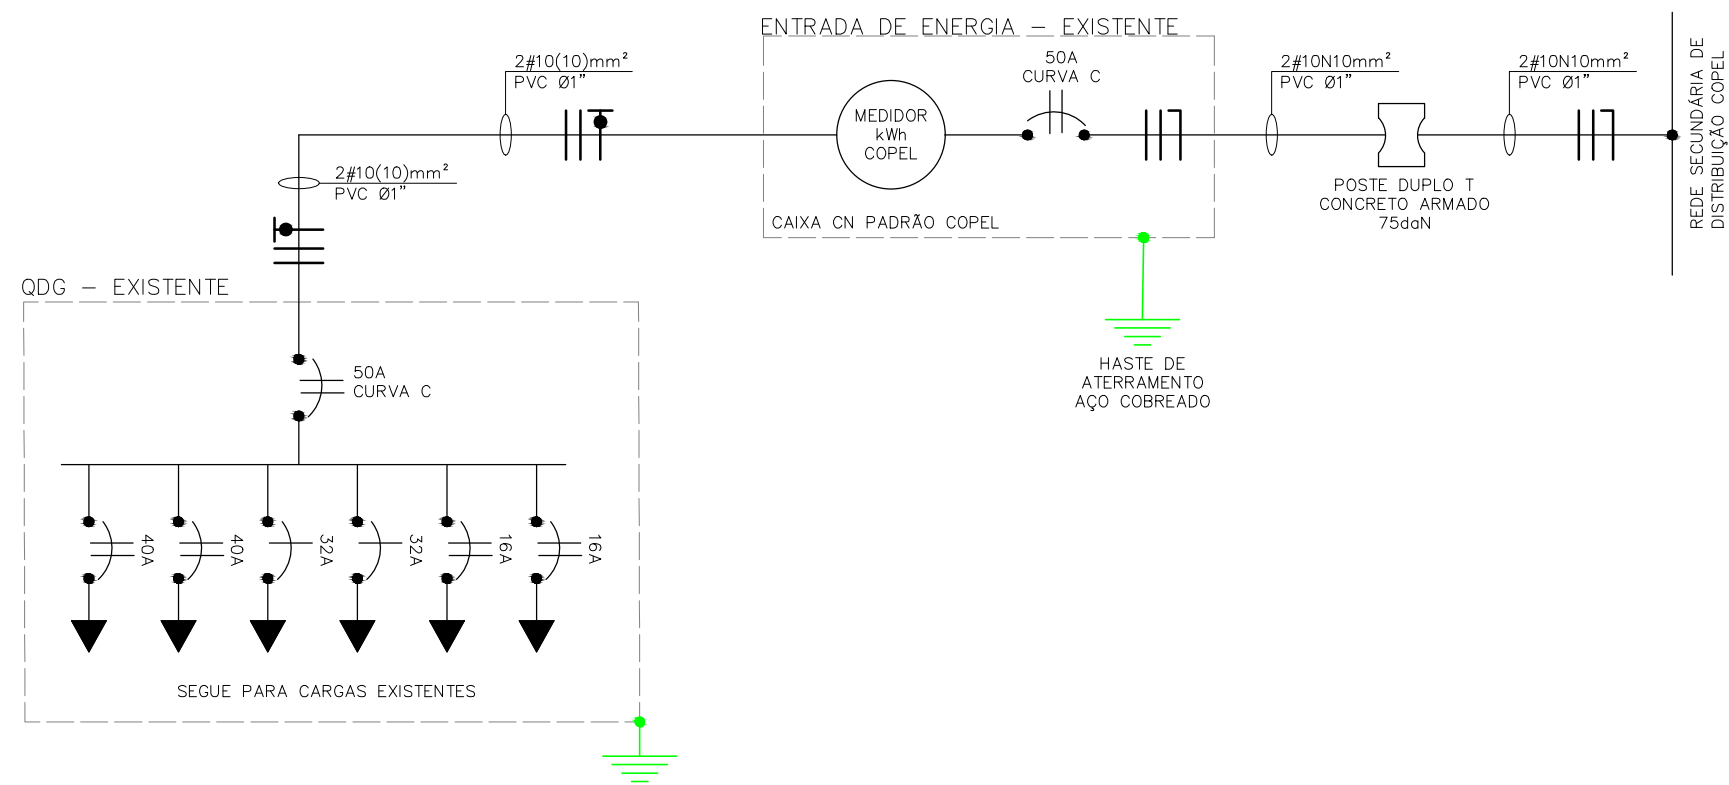 ENTRADA DE ENERGIA – EXISTENTE
2#10(10)mm²
PVC Ø1"
50A
CURVA C
2#10N10mm²
PVC Ø1"
2#10N10mm²
PVC Ø1"
REDE SECUNDÁRIA DE
DISTRIBUIÇÃO COPEL
MEDIDOR
kWh
COPEL
2#10(10)mm²
PVC Ø1"
POSTE DUPLO T
CONCRETO ARMADO
75daN
CAIXA CN PADRÃO COPEL
QDG – EXISTENTE
HASTE DE
ATERRAMENTO
AÇO COBREADO
50A
CURVA C
40A
40A
32A
32A
16A
16A
SEGUE PARA CARGAS EXISTENTES